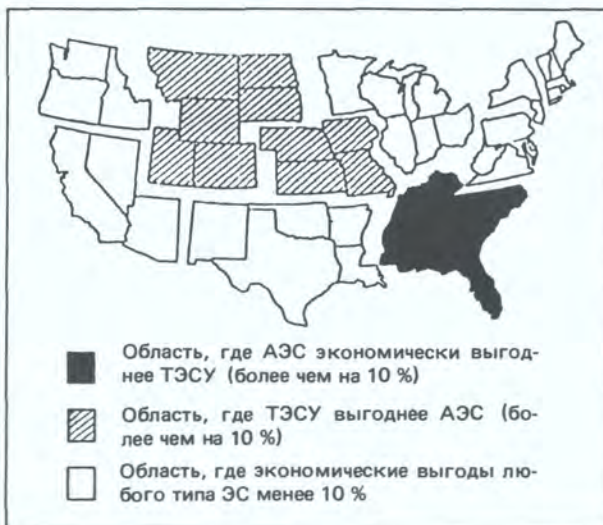 Область, где АЭС экономически выгод-
нее ТЭСУ (более чем на 10 %)
Область, где ТЭСУ выгоднее АЭС (бо-
лее чем на 10 %)
Область, где экономические выгоды лю-
бого типа ЭС менее 10 %